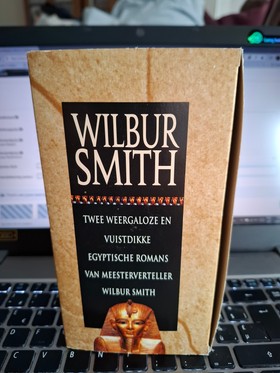 WILBUR
SMITH
TWEE WEERGALOZE EN
VUISTDIKKE
EGYPTISCHE ROMANS
VAN MEESTERVERTELLER
WILBUR SMITH